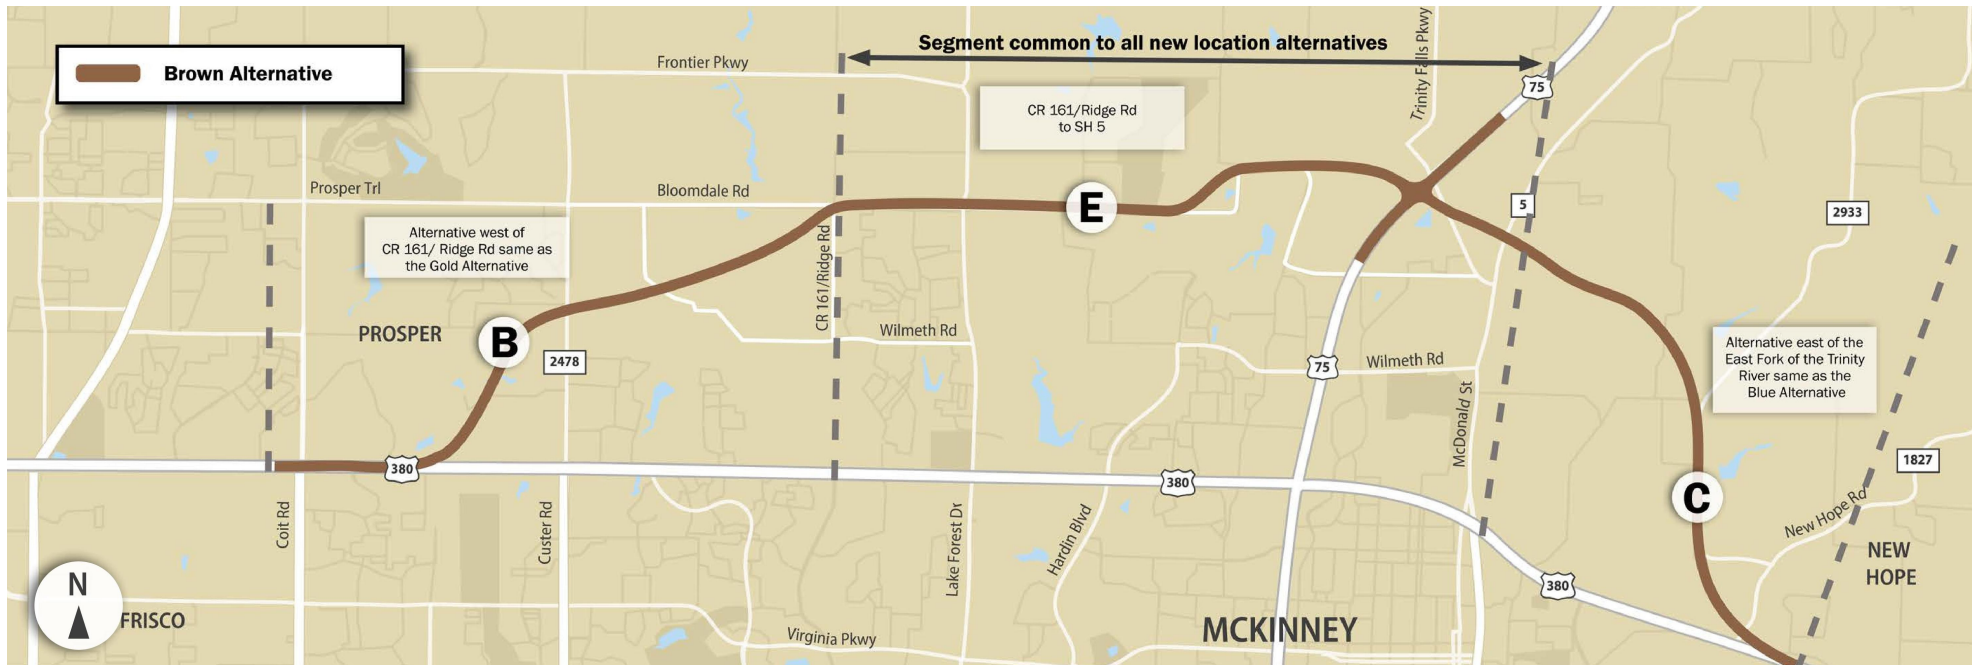 Brown Alternative
Segment common to all new location alternatives
Frontier Pkwy
Trinity Falls Pkwy
75
CR 161/Ridge Rd
to SH 5
Prosper Trl
Bloomdale Rd
E
5
2933
Alternative west of
CR 161/ Ridge Rd same as
the Gold Alternative
CR 161/Ridge Rd
PROSPER
B
2478
Wilmeth Rd
75
Wilmeth Rd
McDonald St
Alternative east of the
East Fork of the Trinity
River same as the
Blue Alternative
380
380
1827
C
New Hope Rd
Coit Rd
Custer Rd
Lake Forest Dr
Hardin Blvd
NEW
HOPE
380
N
FRISCO
Virginia Pkwy
MCKINNEY